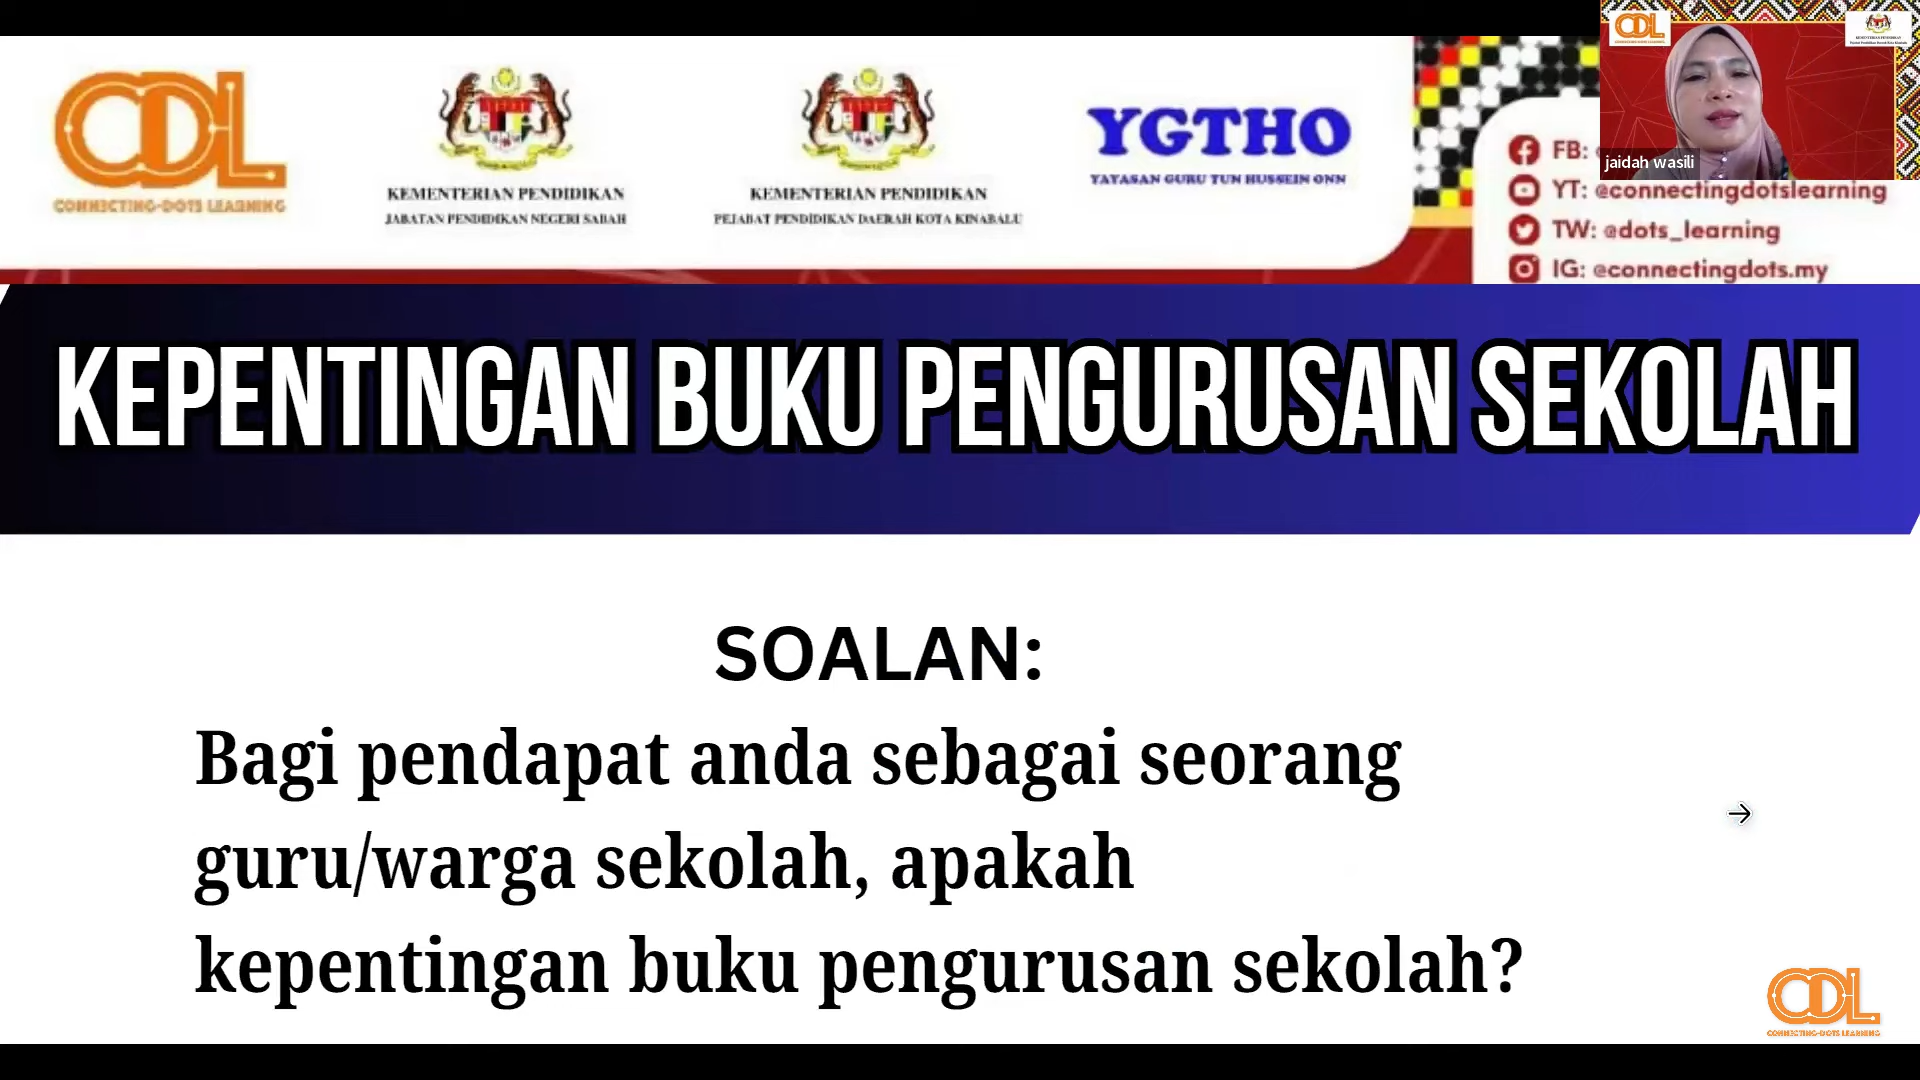 CDL
CONNECTING-DOTS LEARNING
KEMENTERIAN PENDIDIKAN
JABATAN PENDIDIKAN NEGERI SABAH
KEMENTERIAN PENDIDIKAN
PEJABAT PENDIDIKAN DAERAH KOTA KINABALU
YGTHO
YAYASAN GURU TUN HUSSEIN ONN
FB:
YT: @connectingdotslearning
TW: @dots_learning
IG: @connectingdots.my
CDL
jaidah wasili
KEPENTINGAN BUKU PENGURUSAN SEKOLAH
SOALAN:
Bagi pendapat anda sebagai seorang
guru/warga sekolah, apakah
kepentingan buku pengurusan sekolah?
CDL
CONNECTING-DOTS LEARNING